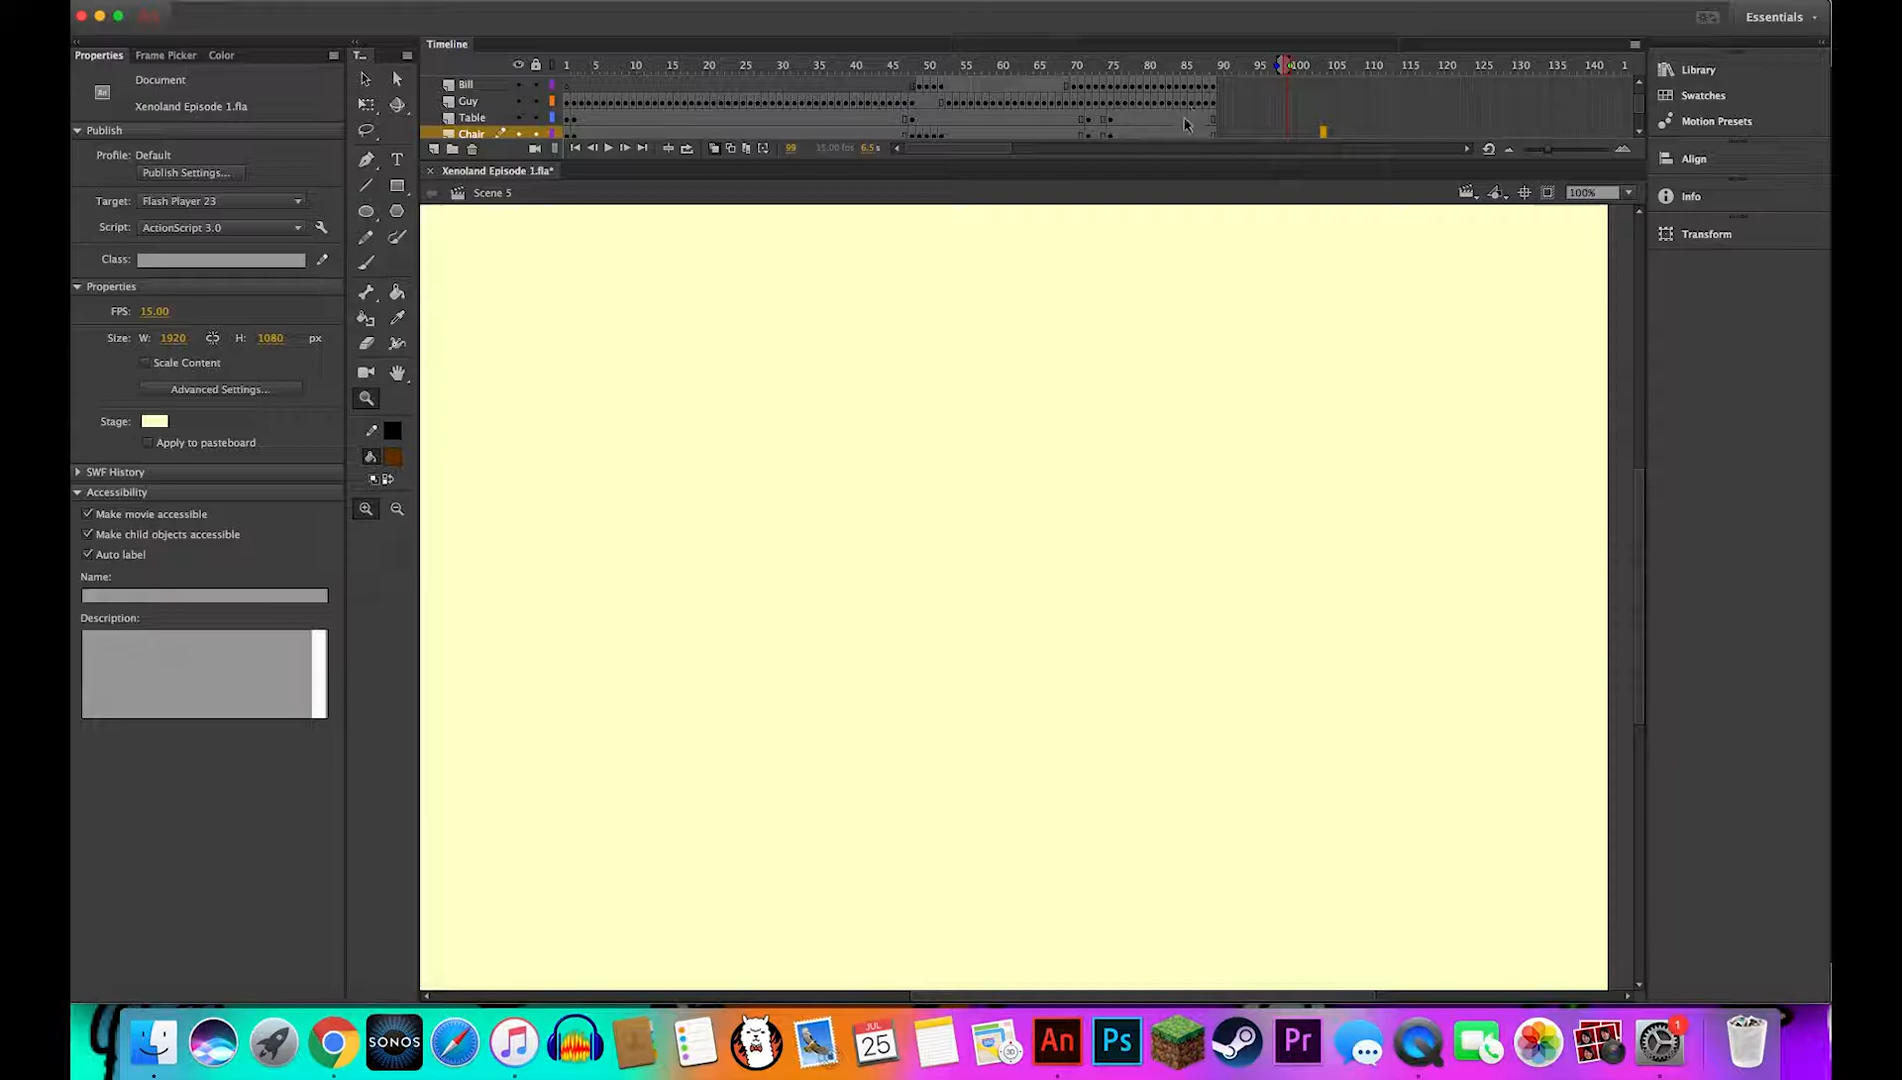 Essentials
Properties Frame Picker Color
Timeline
Document
Xenoland Episode 1.fla
Publish
Profile: Default
Publish Settings...
Target: Flash Player 23
Script: ActionScript 3.0
Class:
Properties
FPS: 15.00
Size: W: 1920 H: 1080 px
Scale Content
Advanced Settings...
Stage:
Apply to pasteboard
SWF History
Accessibility
Make movie accessible
Make child objects accessible
Auto label
Name:
Description:
T...
1 5 10 15 20 25 30 35 40 45 50 55 60 65 70 75 80 85 90 95 100 105 110 115 120 125 130 135 140 1
Bill
Guy
Table
Chair
99 15.00 fps 6.5 s
× Xenoland Episode 1.fla*
Scene 5
100%
Library
Swatches
Motion Presets
Align
Info
Transform
SONOS
JUL
25
3D
An
Ps
Pr
1